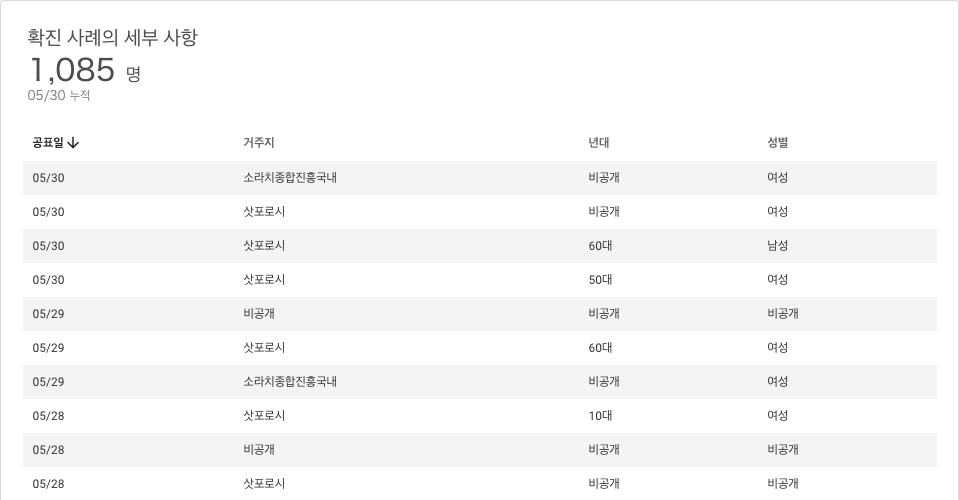 확진 사례의 세부 사항
1,085 명
05/30 누적
공표일 거주지 년대 성별
05/30 소라치종합진흥국내 비공개 여성
05/30 삿포로시 비공개 여성
05/30 삿포로시 60대 남성
05/30 삿포로시 50대 여성
05/29 비공개 비공개 비공개
05/29 삿포로시 60대 여성
05/29 소라치종합진흥국내 비공개 여성
05/28 삿포로시 10대 여성
05/28 비공개 비공개 비공개
05/28 삿포로시 비공개 비공개